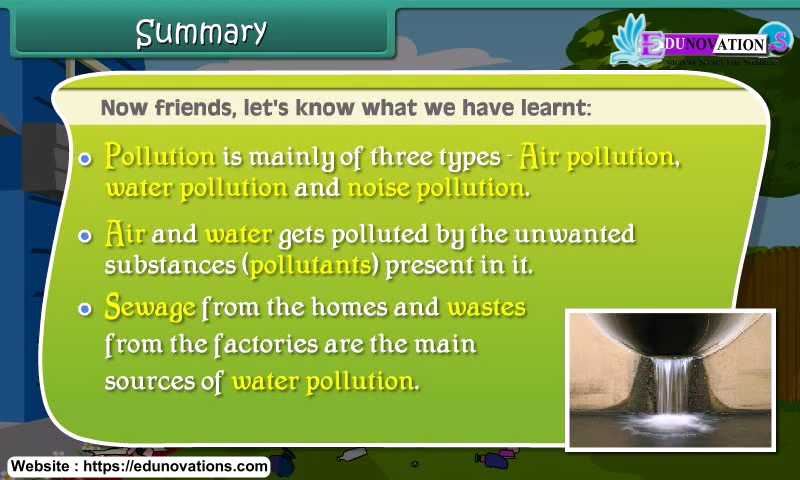 Summary
EDUNOVATIONS
Now friends, let's know what we have learnt:
Pollution is mainly of three types - Air pollution,
water pollution and noise pollution.
Air and water gets polluted by the unwanted
substances (pollutants) present in it.
Sewage from the homes and wastes
from the factories are the main
sources of water pollution.
Website : https://edunovations.com